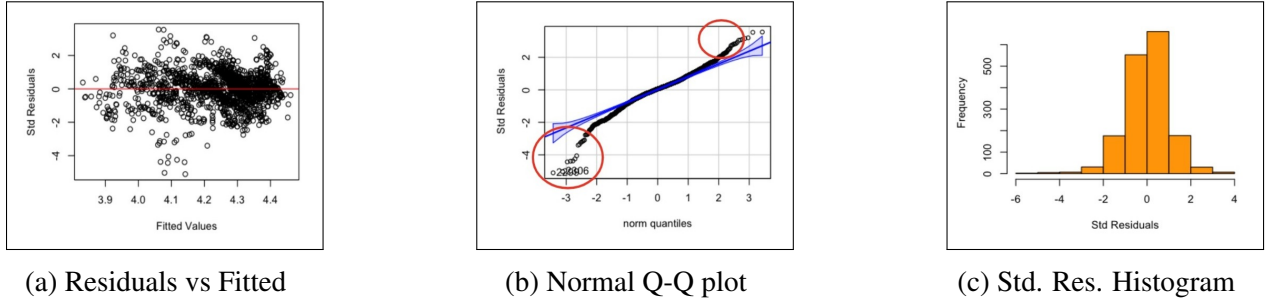 Std Residuals
2
0
-2
-4
3.9 4.0 4.1 4.2 4.3 4.4
Fitted Values
(a) Residuals vs Fitted
Std Residuals
2
0
-2
-4
-3 -2 -1 0 1 2 3
norm quantiles
(b) Normal Q-Q plot
Frequency
500
300
100
0
-6 -4 -2 0 2 4
Std Residuals
(c) Std. Res. Histogram